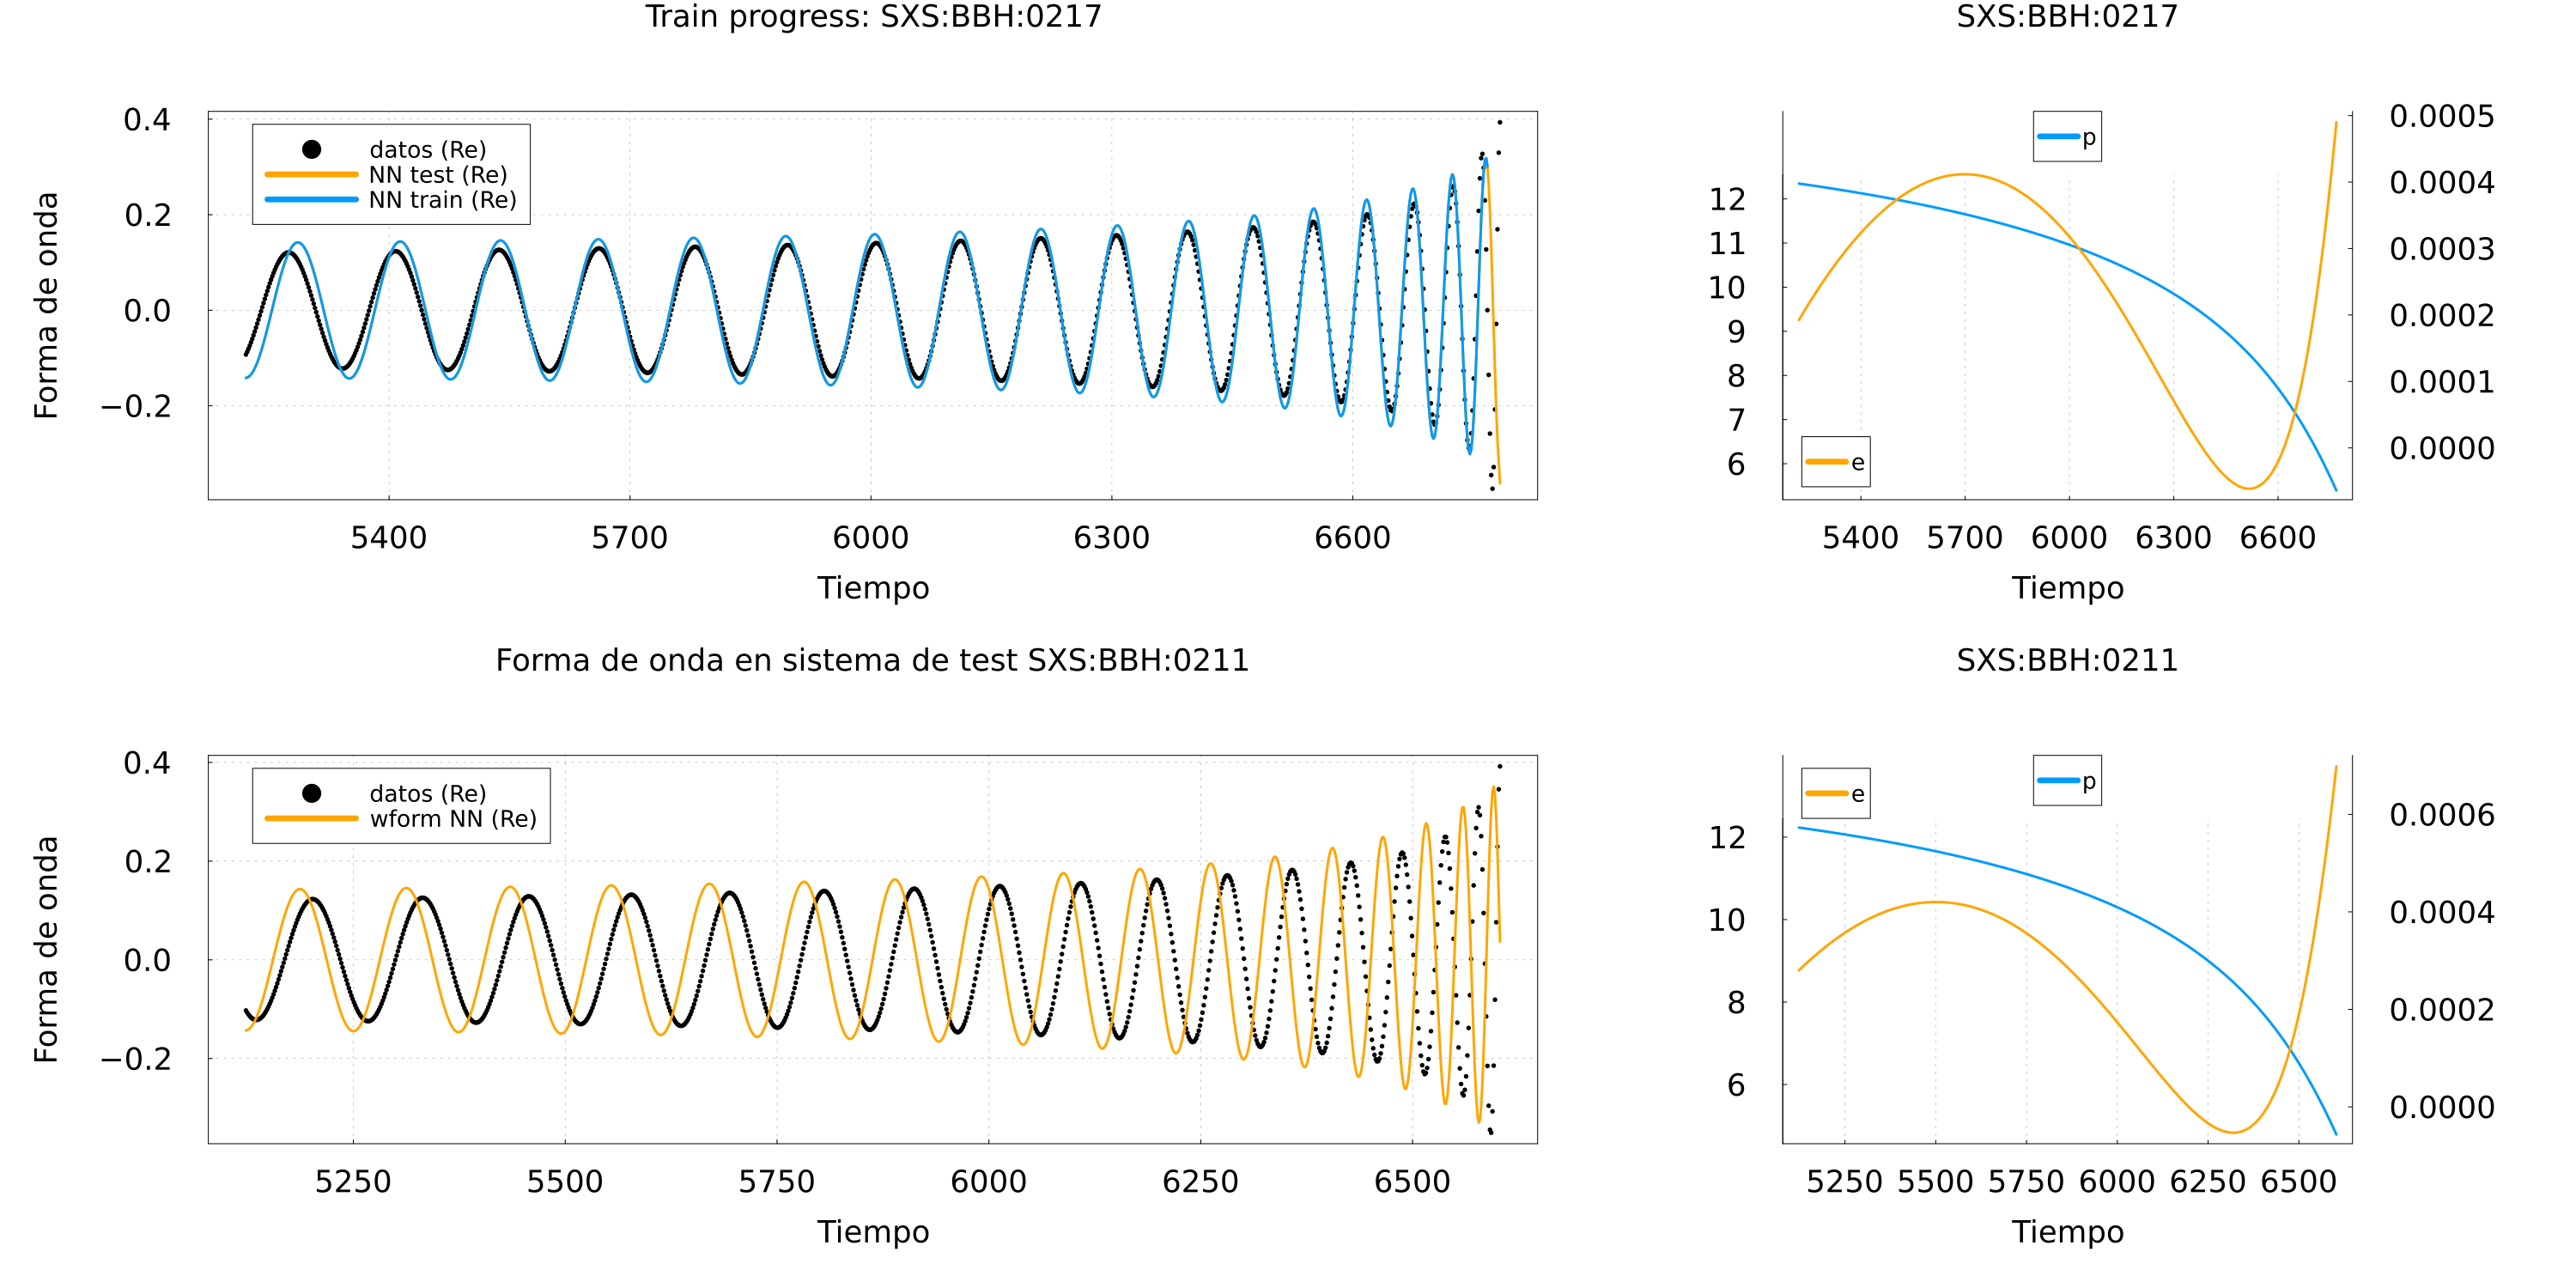 Train progress: SXS:BBH:0217
Forma de onda
0.4
0.2
0.0
−0.2
datos (Re)
NN test (Re)
NN train (Re)
5400 5700 6000 6300 6600
Tiempo
SXS:BBH:0217
12
11
10
9
8
7
6
p
e
0.0005
0.0004
0.0003
0.0002
0.0001
0.0000
5400 5700 6000 6300 6600
Tiempo
Forma de onda en sistema de test SXS:BBH:0211
Forma de onda
0.4
0.2
0.0
−0.2
datos (Re)
wform NN (Re)
5250 5500 5750 6000 6250 6500
Tiempo
SXS:BBH:0211
12
10
8
6
e
p
0.0006
0.0004
0.0002
0.0000
5250 5500 5750 6000 6250 6500
Tiempo